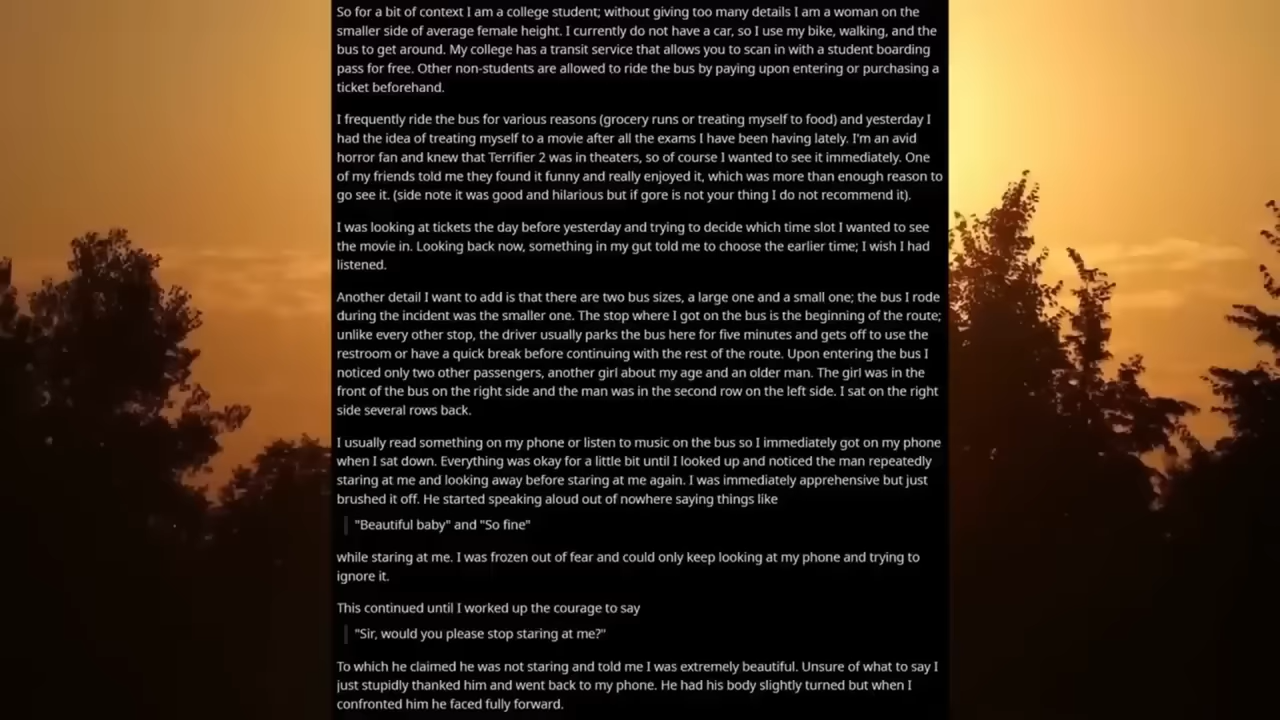 So for a bit of context I am a college student; without giving too many details I am a woman on the
smaller side of average female height. I currently do not have a car, so I use my bike, walking, and the
bus to get around. My college has a transit service that allows you to scan in with a student boarding
pass for free. Other non-students are allowed to ride the bus by paying upon entering or purchasing a
ticket beforehand.
I frequently ride the bus for various reasons (grocery runs or treating myself to food) and yesterday I
had the idea of treating myself to a movie after all the exams I have been having lately. I'm an avid
horror fan and knew that Terrifier 2 was in theaters, so of course I wanted to see it immediately. One
of my friends told me they found it funny and really enjoyed it, which was more than enough reason to
go see it. (side note it was good and hilarious but if gore is not your thing I do not recommend it).
I was looking at tickets the day before yesterday and trying to decide which time slot I wanted to see
the movie in. Looking back now, something in my gut told me to choose the earlier time; I wish I had
listened.
Another detail I want to add is that there are two bus sizes, a large one and a small one; the bus I rode
during the incident was the smaller one. The stop where I got on the bus is the beginning of the route;
unlike every other stop, the driver usually parks the bus here for five minutes and gets off to use the
restroom or have a quick break before continuing with the rest of the route. Upon entering the bus I
noticed only two other passengers, another girl about my age and an older man. The girl was in the
front of the bus on the right side and the man was in the second row on the left side. I sat on the right
side several rows back.
I usually read something on my phone or listen to music on the bus so I immediately got on my phone
when I sat down. Everything was okay for a little bit until I looked up and noticed the man repeatedly
staring at me and looking away before staring at me again. I was immediately apprehensive but just
brushed it off. He started speaking aloud out of nowhere saying things like
"Beautiful baby" and "So fine"
while staring at me. I was frozen out of fear and could only keep looking at my phone and trying to
ignore it.
This continued until I worked up the courage to say
"Sir, would you please stop staring at me?"
To which he claimed he was not staring and told me I was extremely beautiful. Unsure of what to say I
just stupidly thanked him and went back to my phone. He had his body slightly turned but when I
confronted him he faced fully forward.